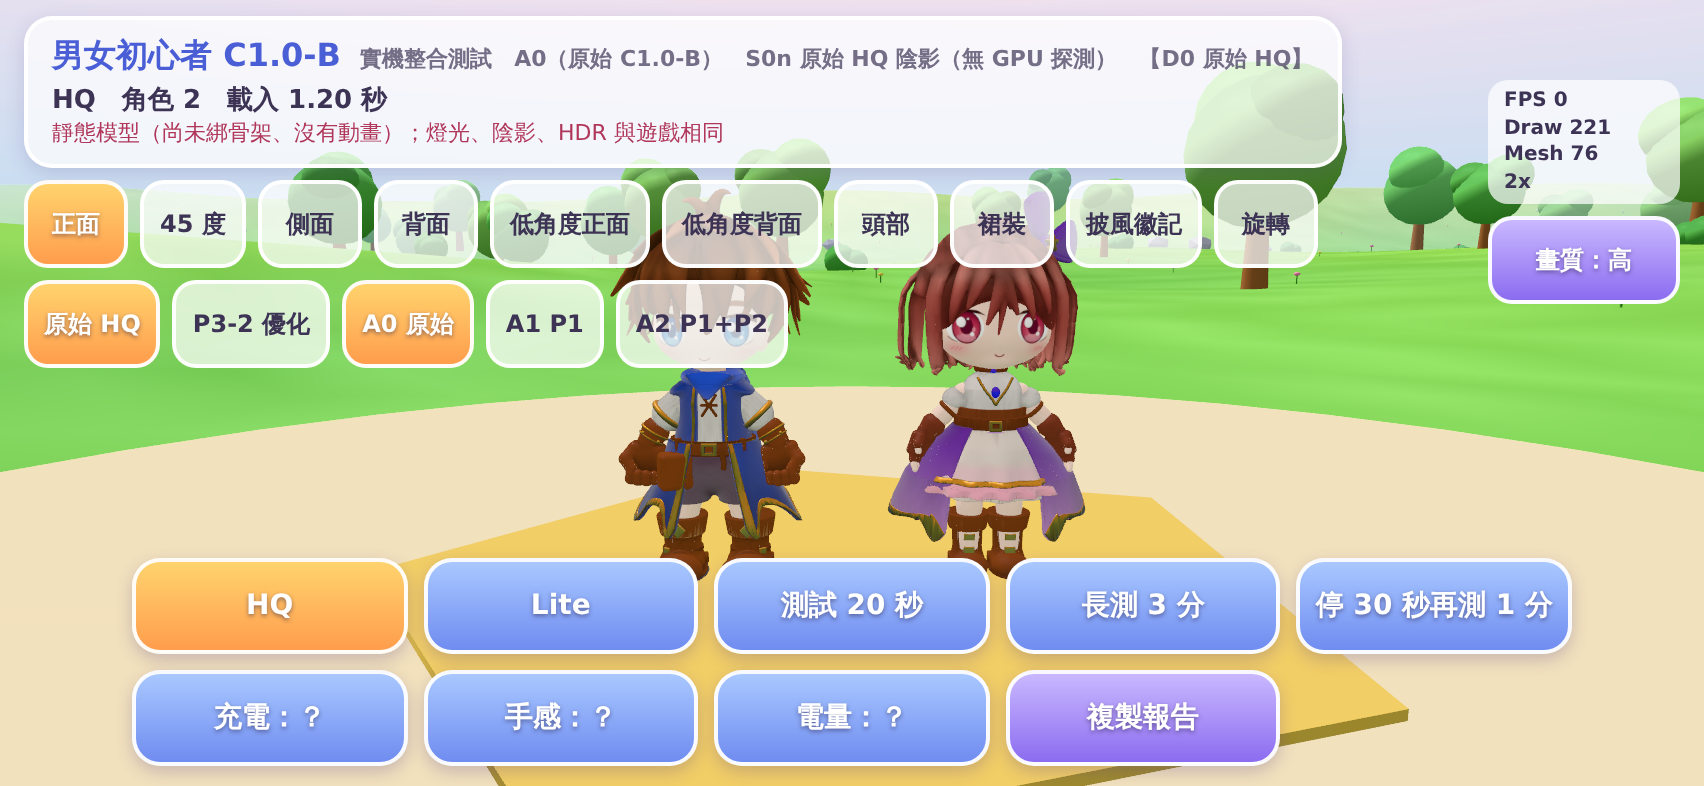 男女初心者 C1.0-B 實機整合測試 A0（原始 C1.0-B） S0n 原始 HQ 陰影（無 GPU 探測） 【D0 原始 HQ】
HQ 角色 2 載入 1.20 秒
靜態模型（尚未綁骨架、沒有動畫）；燈光、陰影、HDR 與遊戲相同
FPS 0
Draw 221
Mesh 76
2x
正面 45 度 側面 背面 低角度正面 低角度背面 頭部 裙裝 披風徽記 旋轉
畫質：高
原始 HQ P3-2 優化 A0 原始 A1 P1 A2 P1+P2
HQ Lite 測試 20 秒 長測 3 分 停 30 秒再測 1 分
充電：？ 手感：？ 電量：？ 複製報告